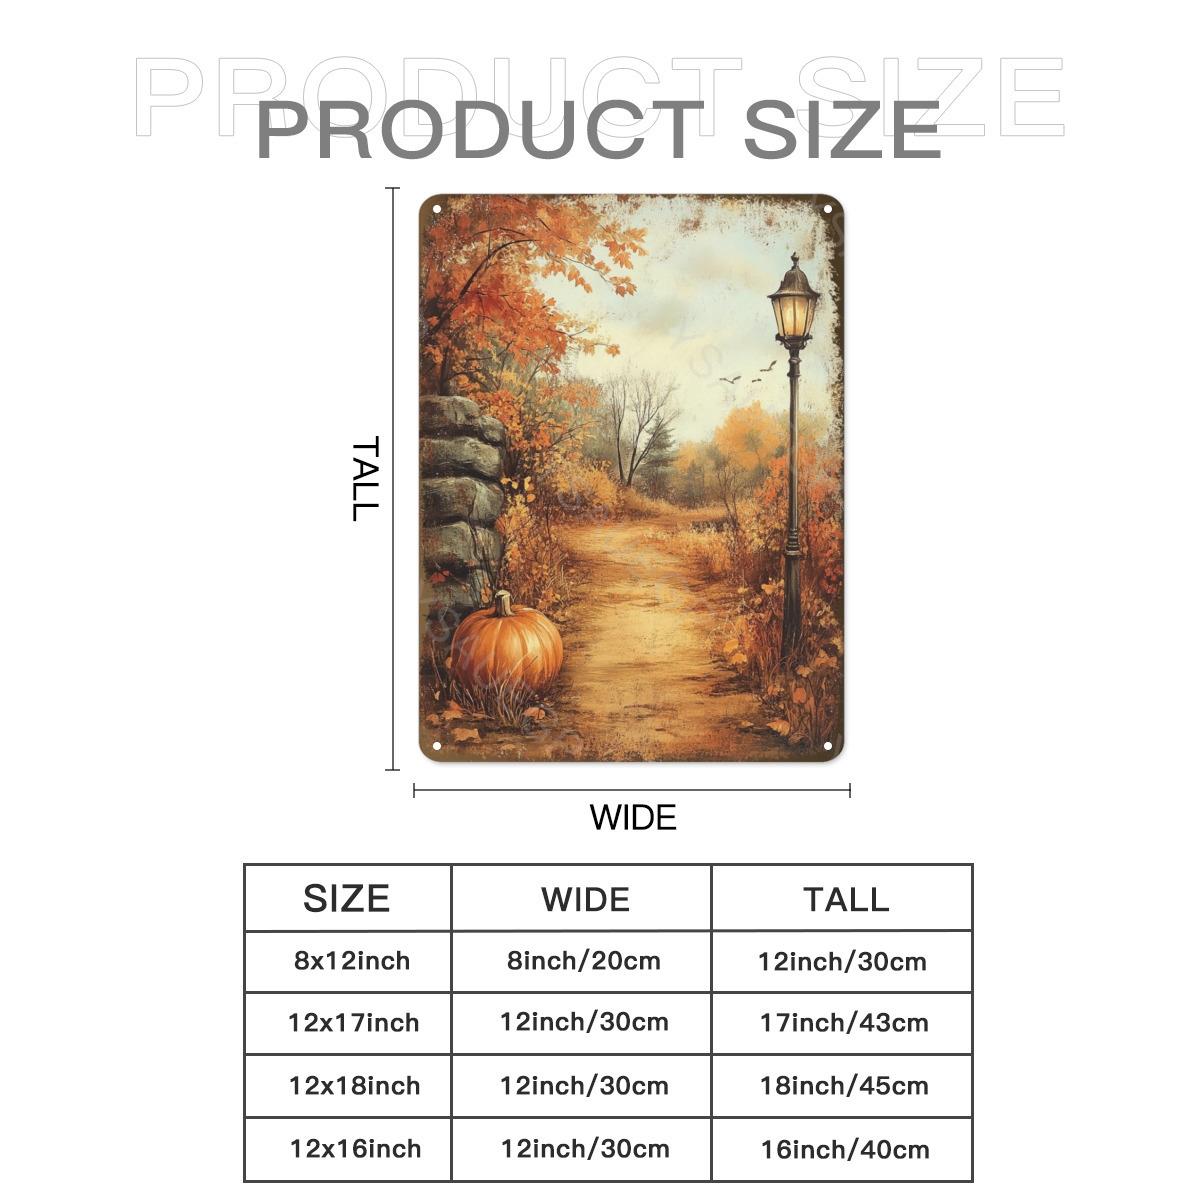 PRODUCT SIZE
PRODUCT SIZE
TALL
WIDE
SIZE WIDE TALL
8x12inch 8inch/20cm 12inch/30cm
12x17inch 12inch/30cm 17inch/43cm
12x18inch 12inch/30cm 18inch/45cm
12x16inch 12inch/30cm 16inch/40cm